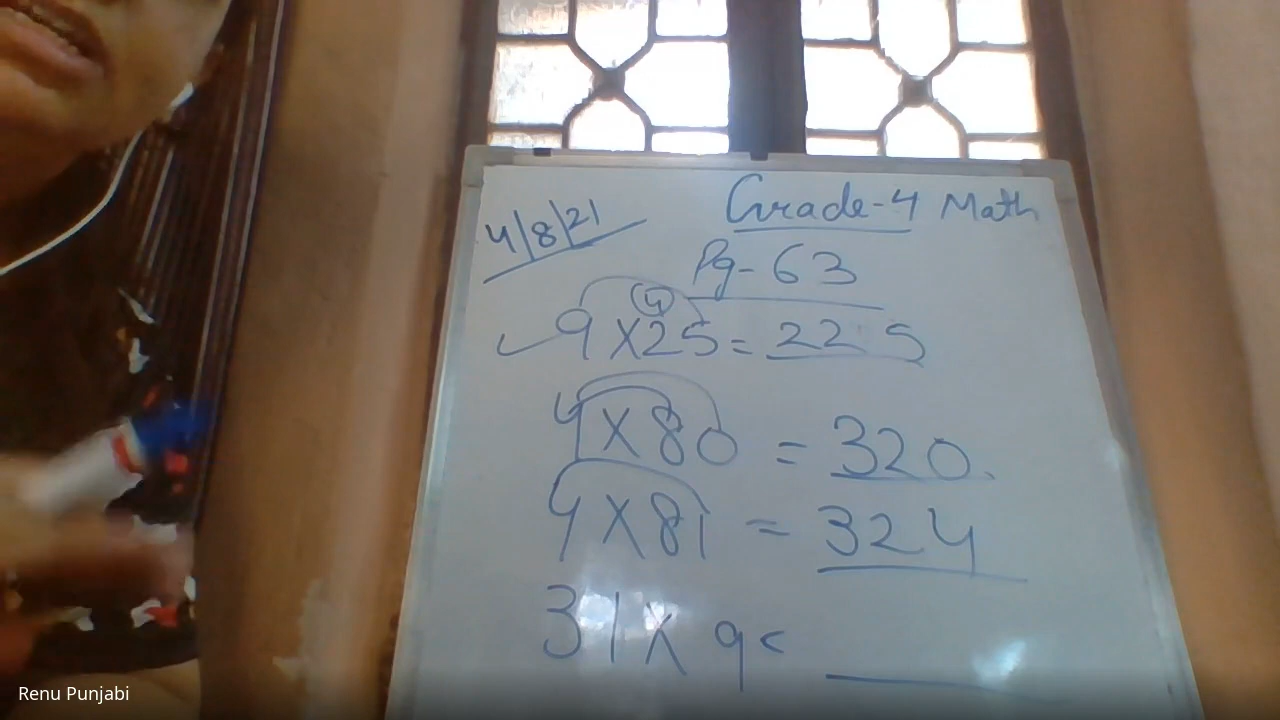 4/8/21
Grade-4 Math
Pg-63
4
9 X 25 = 225
4 X 80 = 320.
4 X 81 = 324
31 X 9 =
Renu Punjabi